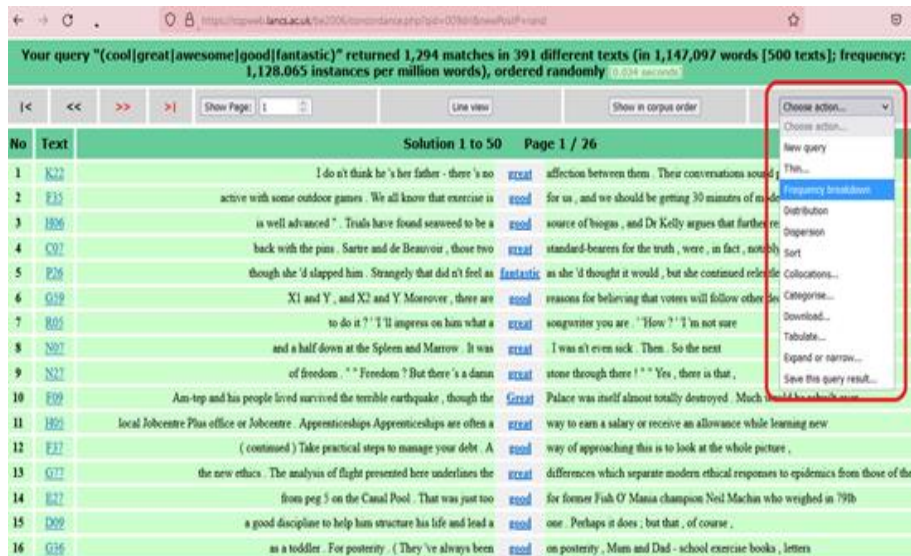 lancs.ac.uk
Your query "(cool|great|awesome|good|fantastic)" returned 1,294 matches in 391 different texts (in 1,147,097 words [500 texts]; frequency:
1,128.065 instances per million words), ordered randomly [0.034 seconds]
|< << >> >| Show Page: 1 Line view Show in corpus order Choose action...
Choose action...
New query
Thin...
Frequency breakdown
Distribution
Dispersion
Sort
Collocations...
Categorise...
Download...
Tabulate...
Expand or narrow...
Save this query result...
No Text Solution 1 to 50 Page 1 / 26
1 K22 I do n't think he 's her father - there 's no great affection between them . Their conversations sound
2 F35 active with some outdoor games . We all know that exercise is good for us , and we should be getting 30 minutes of
3 H06 is well advanced " . Trials have found seaweed to be a good source of biogas , and Dr Kelly argues that further
4 C07 back with the pins . Sartre and de Beauvoir , those two great standard-bearers for the truth , were , in fact ,
5 P26 though she 'd slapped him . Strangely that did n't feel as fantastic as she 'd thought it would , but she continued
6 G59 X1 and Y , and X2 and Y. Moreover , there are good reasons for believing that voters will follow other
7 R05 to do it ? ' ' I 'll impress on him what a great songwriter you are . ' ' How ? ' ' I 'm not sure
8 N07 and a half down at the Spleen and Marrow . It was great . I was n't even sick . Then . So the next
9 N27 of freedom . " " Freedom ? But there 's a damn great stone through there ! " " Yes , there is that ,
10 F09 and his people lived survived the terrible earthquake , though the Great Palace was itself almost totally destroyed . Much
11 H05 local Jobcentre Plus office or Jobcentre . Apprenticeships Apprenticeships are often a great way to earn a salary or receive an allowance while learning new
12 F37 ( continued ) Take practical steps to manage your debt . A good way of approaching this is to look at the whole picture ,
13 G77 the new ethics . The analysis of flight presented here underlines the great differences which separate modern ethical responses to epidemics from those of the
14 E27 from peg 5 on the Canal Pool . That was just too good for former Fish O' Mania champion Neil Machin who weighed in 79lb
15 D09 a good discipline to help him structure his life and lead a good one . Perhaps it does ; but that , of course ,
16 G36 as a toddler . For posterity . ( They 've always been good on posterity , Mum and Dad - school exercise books , letters